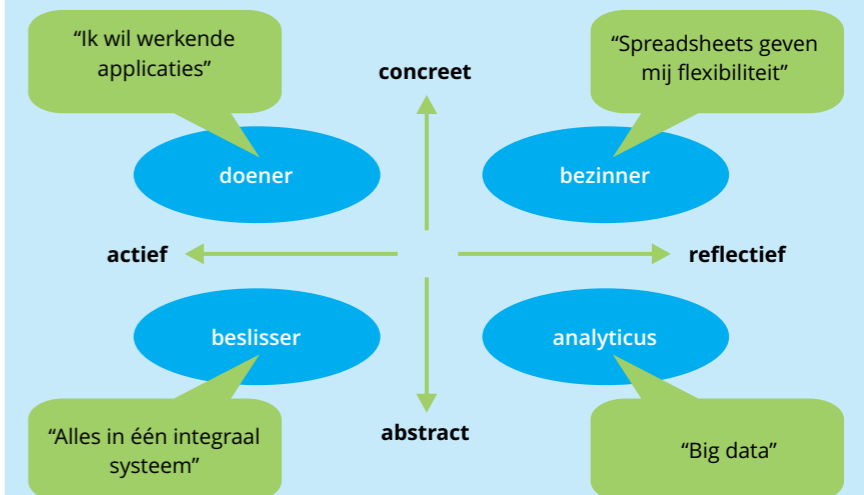 “Ik wil werkende
applicaties”
“Spreadsheets geven
mij flexibiliteit”
concreet
doener
bezinner
actief
reflectief
beslisser
analyticus
“Alles in één integraal
systeem”
abstract
“Big data”